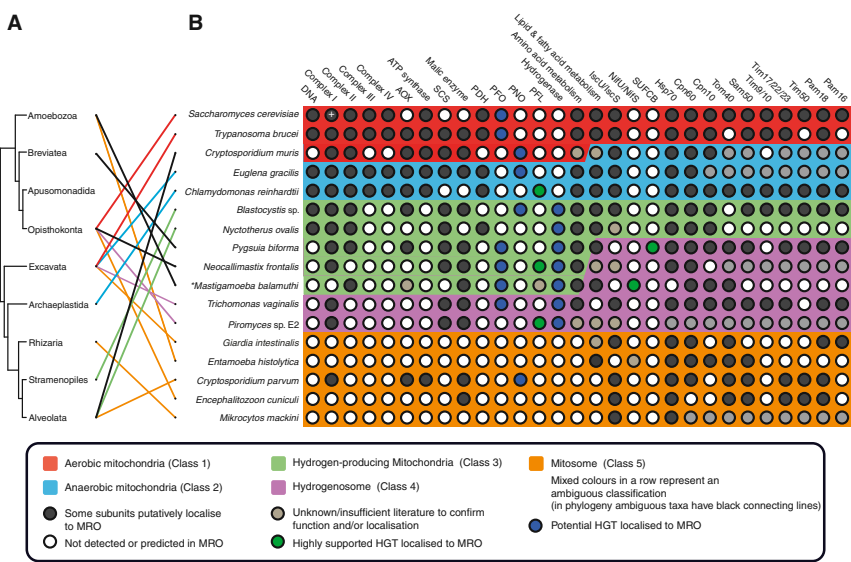 A
B
DNA
Complex I
Complex II
Complex III
Complex IV
AOX
ATP synthase
SCS
Malic enzyme
PDH
PFO
PNO
PFL
Hydrogenase
Amino acid metabolism
Lipid & fatty acid metabolism
IscU/IscS
NifU/NifS
SUFCB
Hsp70
Cpn60
Cpn10
Tom40
Sam50
Tim9/10
Tim17/22/23
Tim50
Pam18
Pam16
Amoebozoa
Breviatea
Apusomonadida
Opisthokonta
Excavata
Archaeplastida
Rhizaria
Stramenopiles
Alveolata
Saccharomyces cerevisiae
+
Trypanosoma brucei
Cryptosporidium muris
Euglena gracilis
Chlamydomonas reinhardtii
Blastocystis sp.
Nyctotherus ovalis
Pygsuia biforma
Neocallimastix frontalis
*Mastigamoeba balamuthi
Trichomonas vaginalis
Piromyces sp. E2
Giardia intestinalis
Entamoeba histolytica
Cryptosporidium parvum
Encephalitozoon cuniculi
Mikrocytos mackini
Aerobic mitochondria (Class 1)
Anaerobic mitochondria (Class 2)
Some subunits putatively localise
to MRO
Not detected or predicted in MRO
Hydrogen-producing Mitochondria (Class 3)
Hydrogenosome (Class 4)
Unknown/insufficient literature to confirm
function and/or localisation
Highly supported HGT localised to MRO
Mitosome (Class 5)
Mixed colours in a row represent an
ambiguous classification
(in phylogeny ambiguous taxa have black connecting lines)
Potential HGT localised to MRO